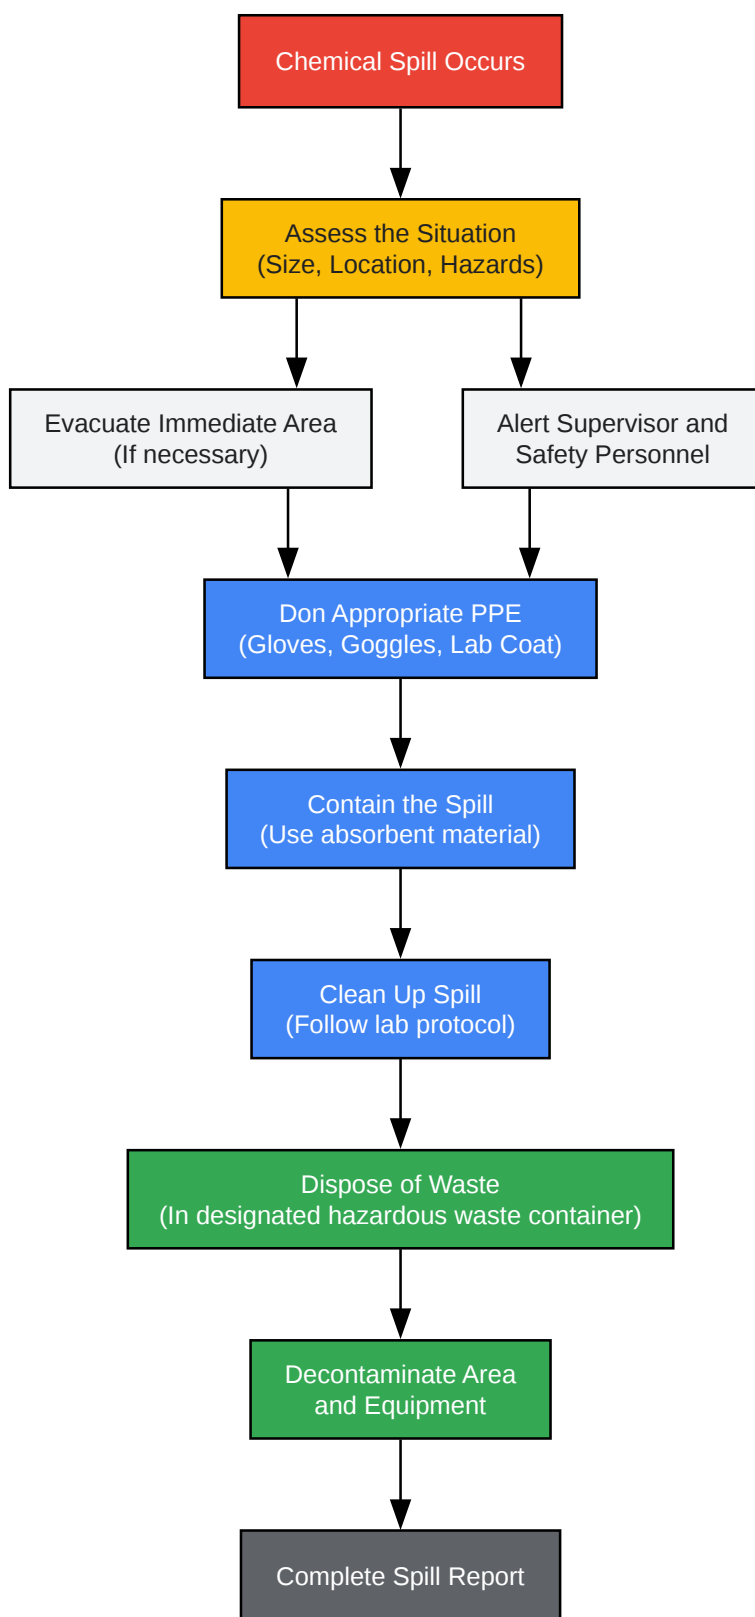 Chemical Spill Occurs
Assess the Situation
(Size, Location, Hazards)
Evacuate Immediate Area
(If necessary)
Alert Supervisor and
Safety Personnel
Don Appropriate PPE
(Gloves, Goggles, Lab Coat)
Contain the Spill
(Use absorbent material)
Clean Up Spill
(Follow lab protocol)
Dispose of Waste
(In designated hazardous waste container)
Decontaminate Area
and Equipment
Complete Spill Report